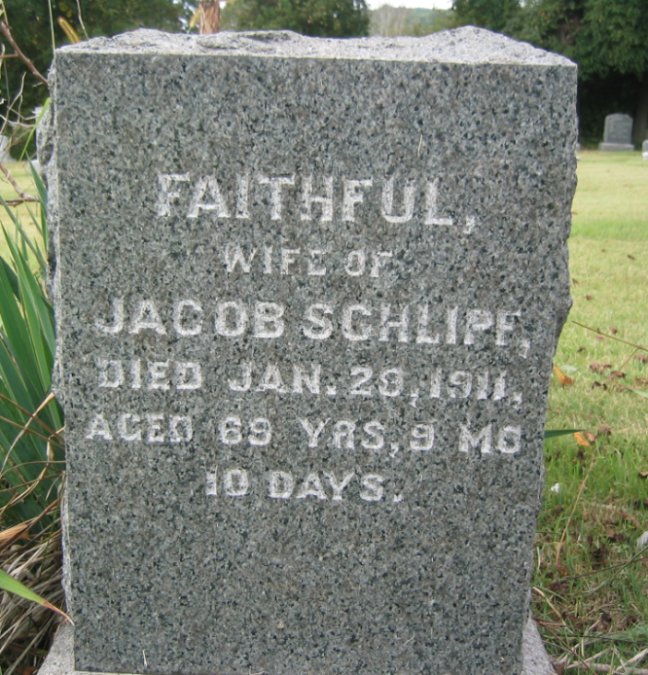 FAITHFUL,
WIFE OF
JACOB SCHLIPF,
DIED JAN. 29, 1911,
AGED 69 YRS, 9 MO
10 DAYS.